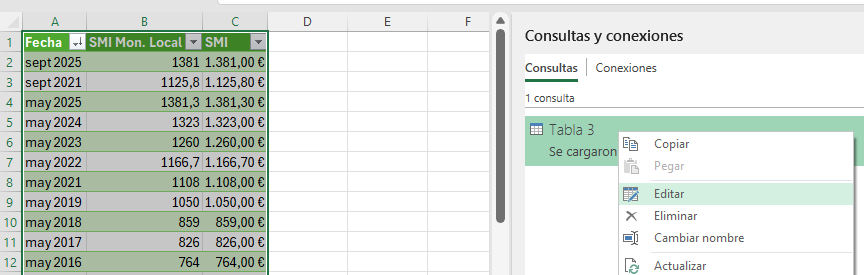 A B C D E F
1 Fecha SMI Mon. Local SMI
2 sept 2025 1381 1.381,00 €
3 sept 2021 1125,8 1.125,80 €
4 may 2025 1381,3 1.381,30 €
5 may 2024 1323 1.323,00 €
6 may 2023 1260 1.260,00 €
7 may 2022 1166,7 1.166,70 €
8 may 2021 1108 1.108,00 €
9 may 2019 1050 1.050,00 €
10 may 2018 859 859,00 €
11 may 2017 826 826,00 €
12 may 2016 764 764,00 €
Consultas y conexiones
Consultas Conexiones
1 consulta
Tabla 3
Se cargaron
Copiar
Pegar
Editar
Eliminar
Cambiar nombre
Actualizar